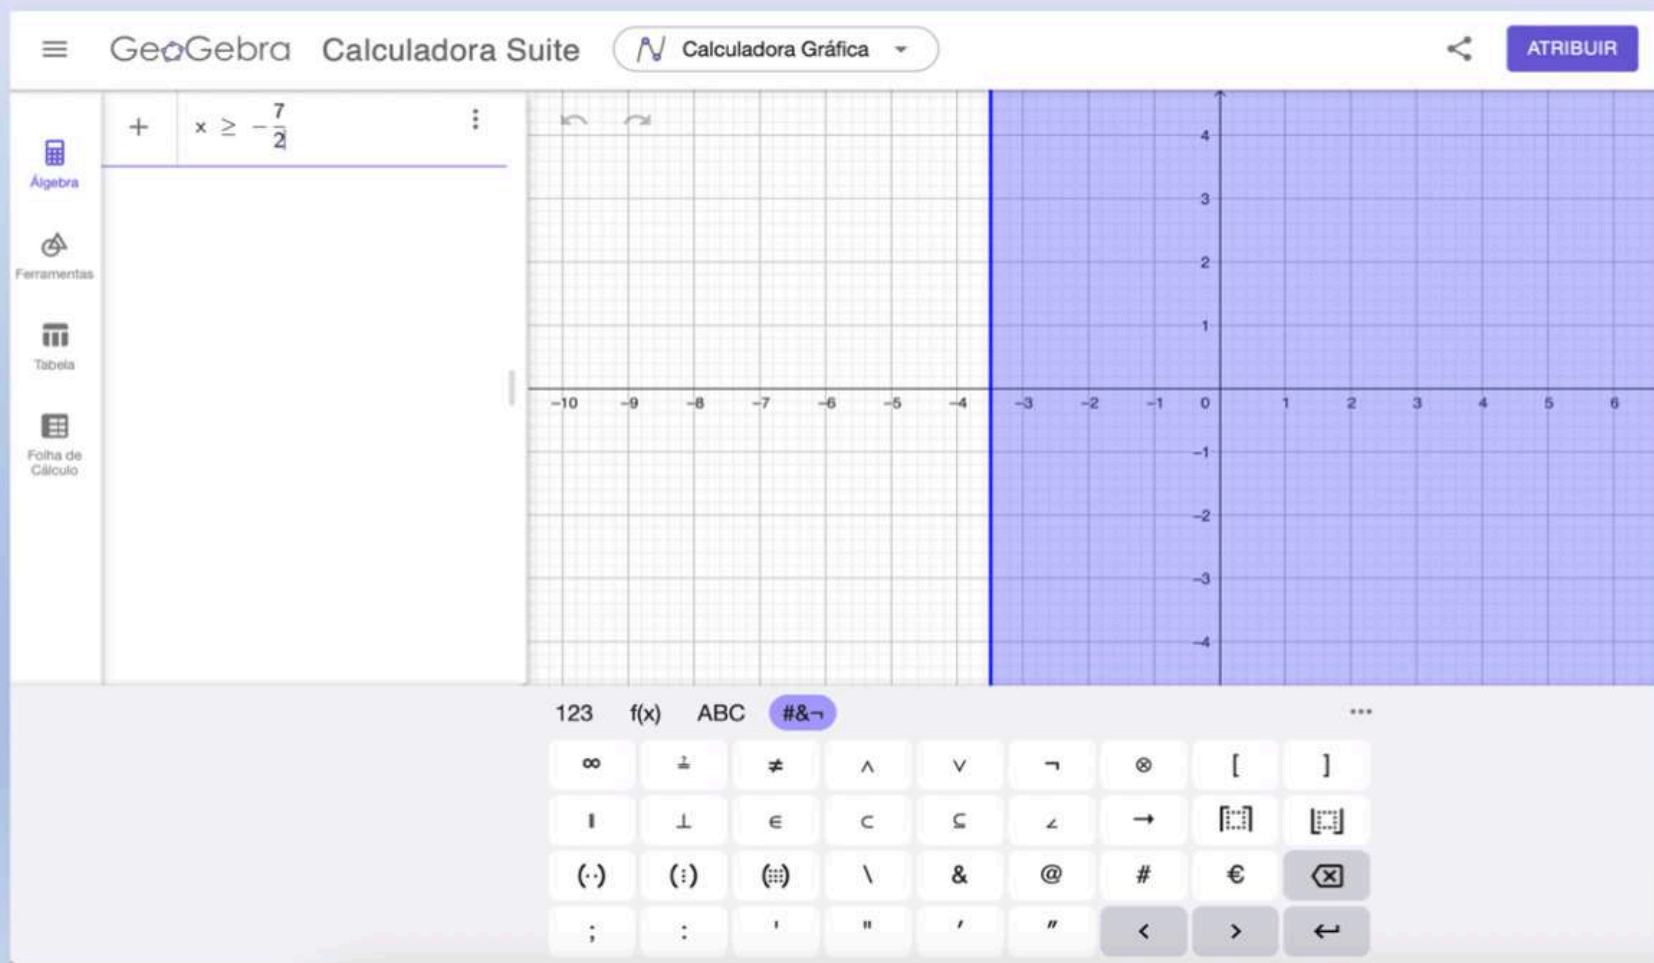 GeoGebra Calculadora Suite Calculadora Gráfica ATRIBUIR
+ x ≥ −7/2
Álgebra
Ferramentas
Tabela
Folha de
Cálculo
4
3
2
1
−10 −9 −8 −7 −6 −5 −4 −3 −2 −1 0 1 2 3 4 5 6
−1
−2
−3
−4
123 f(x) ABC #&¬
∞ ≟ ≠ ∧ ∨ ¬ ⊗ [ ]
∥ ⊥ ∈ ⊂ ⊆ ∠ → ⌈⌉ ⌊⌋
(··) (:) (:::) \ & @ # €
; : ' " ′ ″ < >